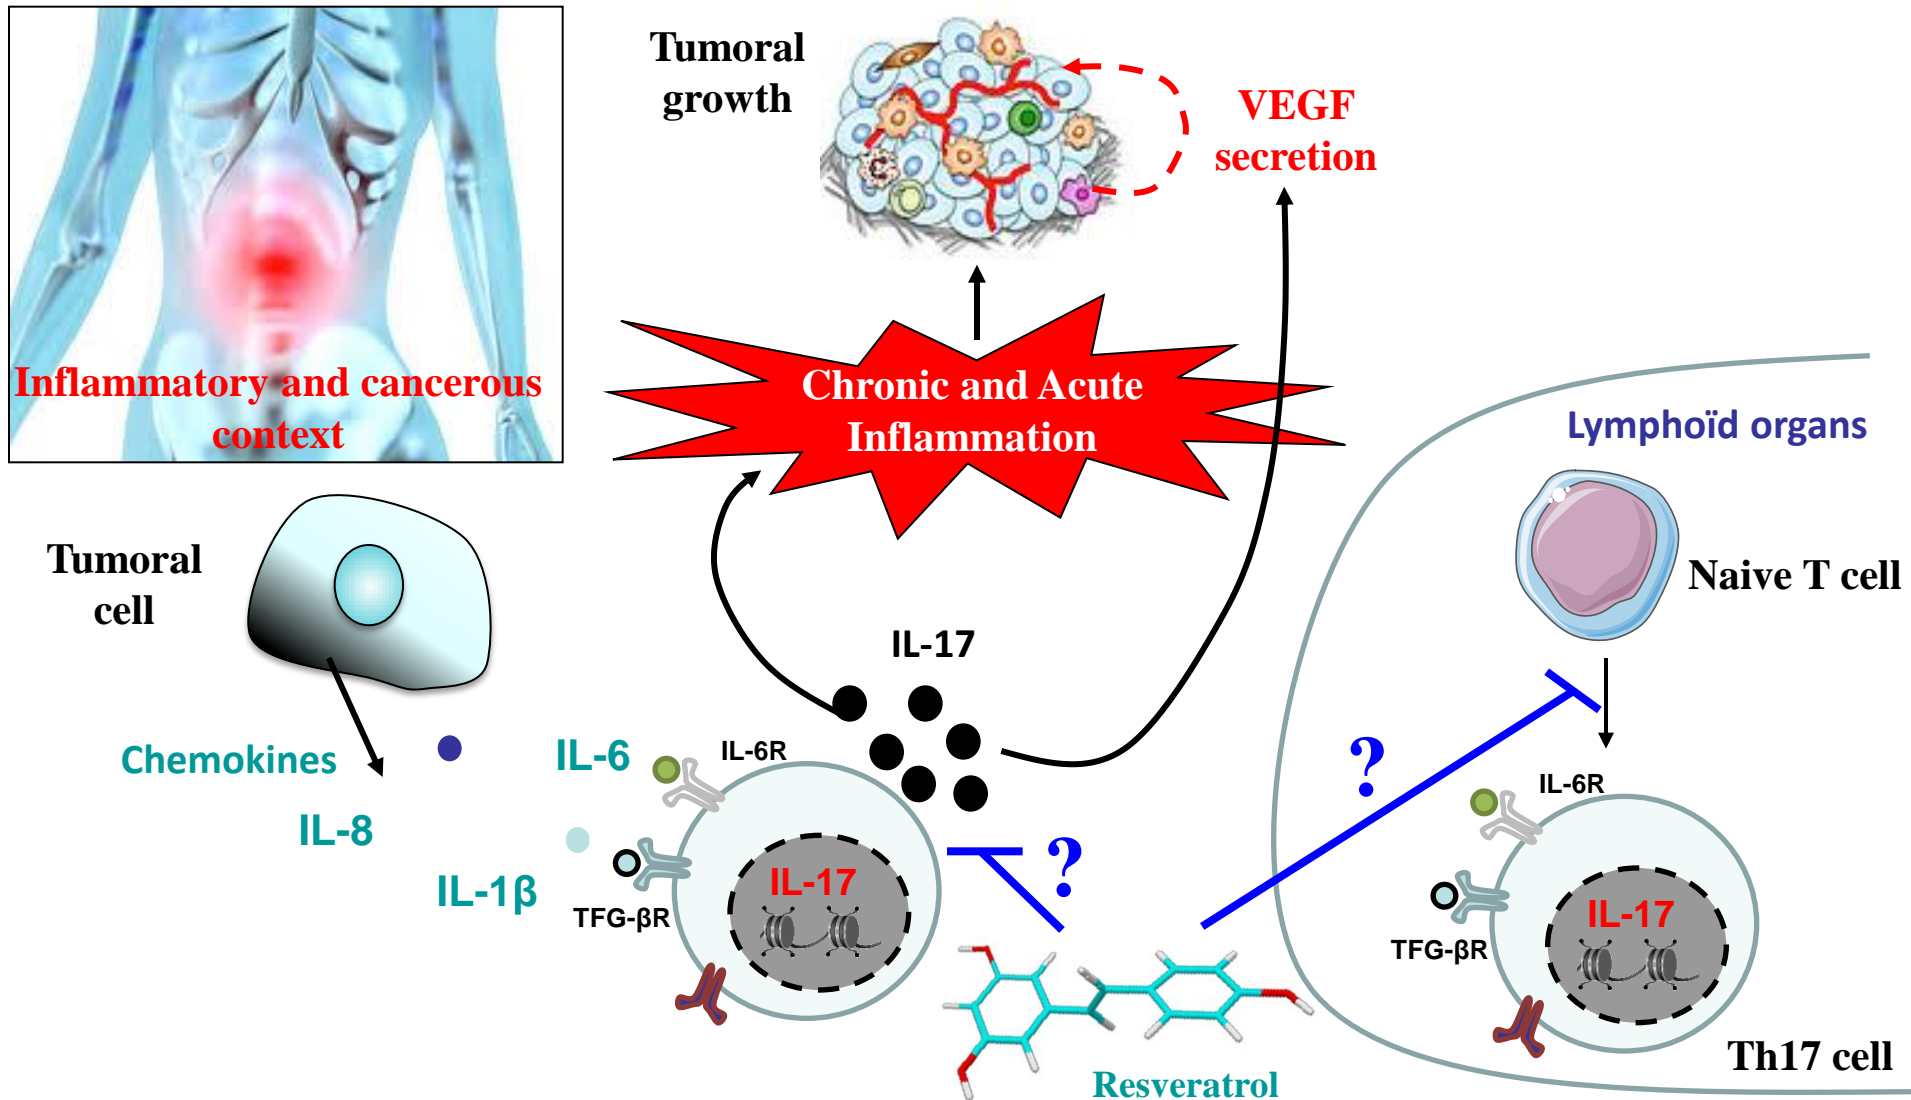 Tumoral
growth
VEGF
secretion
Inflammatory and cancerous
context
Chronic and Acute
Inflammation
Lymphoïd organs
Tumoral
cell
Naive T cell
IL-17
Chemokines
IL-6
IL-6R
?
IL-8
IL-6R
?
IL-1β
IL-17
TFG-βR
IL-17
TFG-βR
Th17 cell
Resveratrol